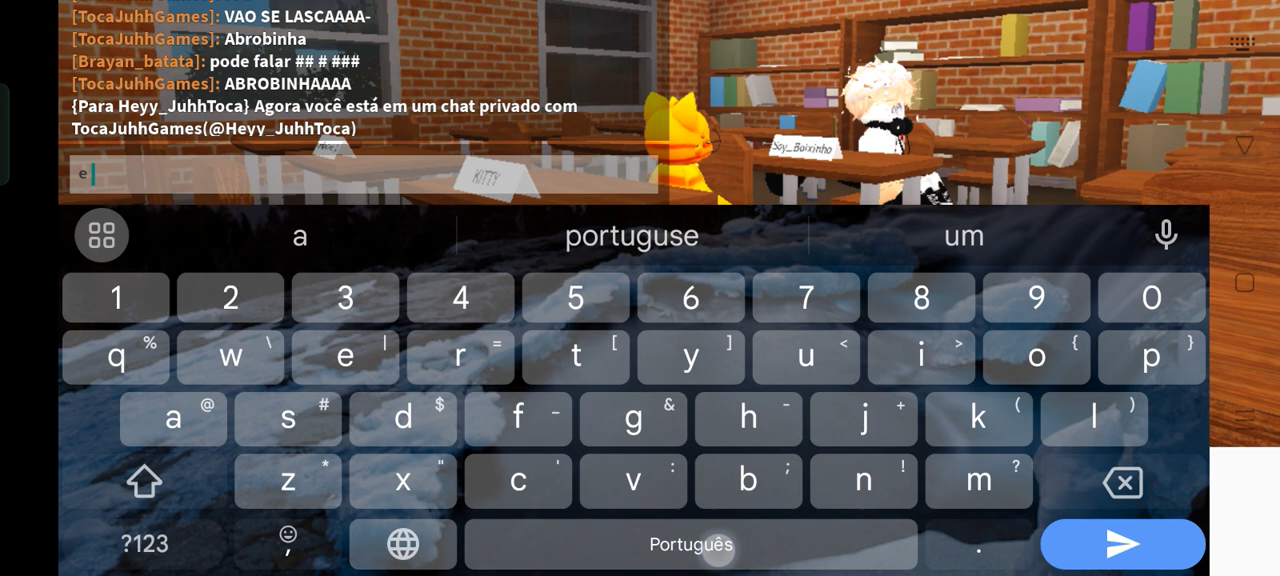 [TocaJuhhGames]: VAO SE LASCAAAA-
[TocaJuhhGames]: Abrobinha
[Brayan_batata]: pode falar ## # ###
[TocaJuhhGames]: ABROBINHAAAA
{Para Heyy_JuhhToca} Agora você está em um chat privado com
TocaJuhhGames(@Heyy_JuhhToca)
Soy_Boixinho
e
KITTY
a portuguse um
1 2 3 4 5 6 7 8 9 0
q % w \ e | r = t [ y ] u < i > o { p }
a @ s # d $ f - g & h - j + k ( l )
z * x " c ' v : b ; n ! m ?
?123 , Português .